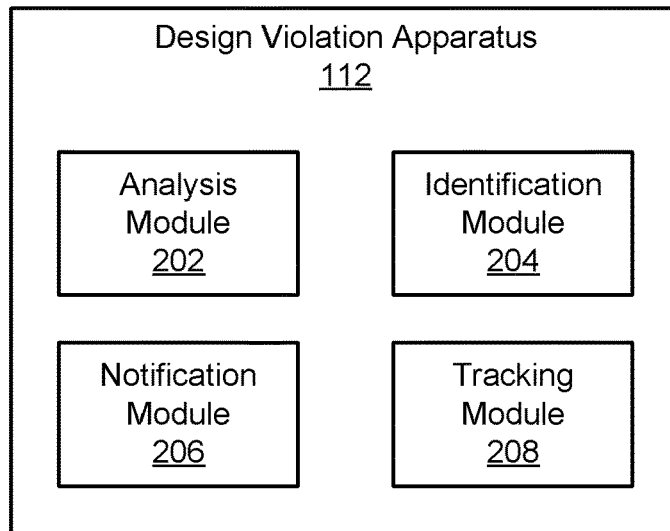 Design Violation Apparatus
112
Analysis
Module
202
Identification
Module
204
Notification
Module
206
Tracking
Module
208